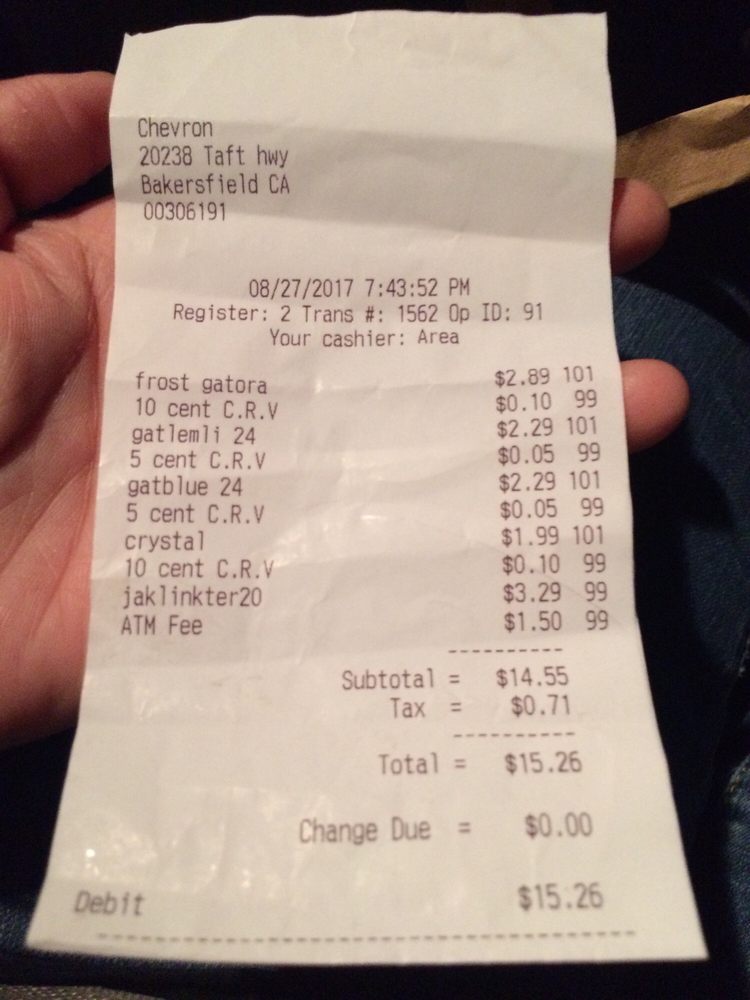 Chevron
20238 Taft hwy
Bakersfield CA
00306191
08/27/2017 7:43:52 PM
Register: 2 Trans #: 1562 Op ID: 91
Your cashier: Area
frost gatora $2.89 101
10 cent C.R.V $0.10 99
gatlemli 24 $2.29 101
5 cent C.R.V $0.05 99
gatblue 24 $2.29 101
5 cent C.R.V $0.05 99
crystal $1.99 101
10 cent C.R.V $0.10 99
jaklinkter20 $3.29 99
ATM Fee $1.50 99
----------
Subtotal = $14.55
Tax = $0.71
----------
Total = $15.26
Change Due = $0.00
Debit $15.26
----------------------------------------